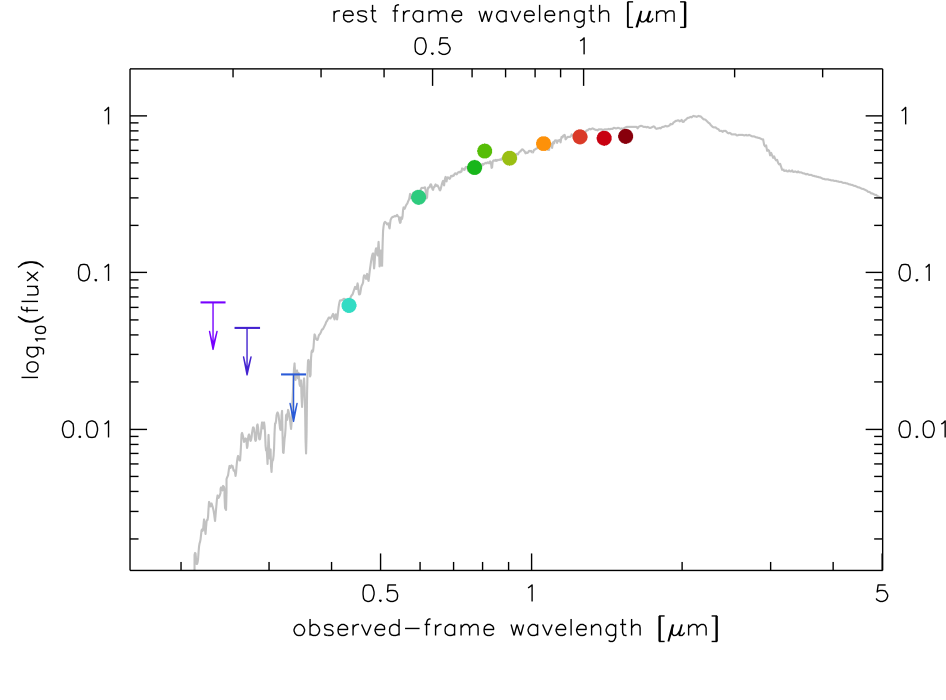 rest frame wavelength [μm]
0.5 1
1 1
0.1 0.1
log10(flux)
0.01 0.01
0.5 1 5
observed-frame wavelength [μm]